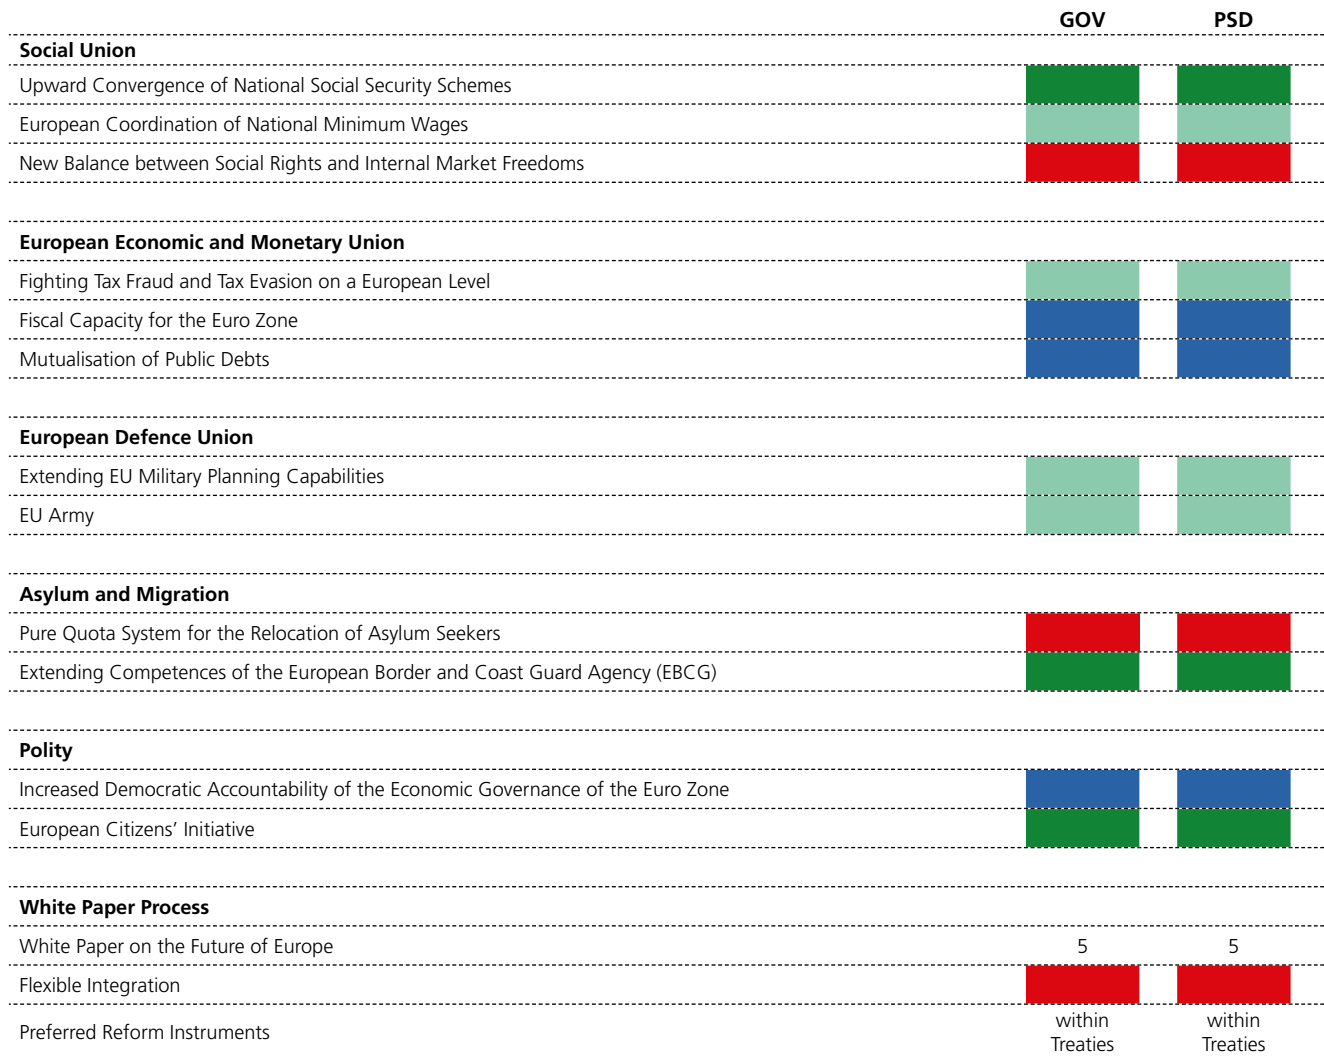 GOV PSD
Social Union
Upward Convergence of National Social Security Schemes
European Coordination of National Minimum Wages
New Balance between Social Rights and Internal Market Freedoms
European Economic and Monetary Union
Fighting Tax Fraud and Tax Evasion on a European Level
Fiscal Capacity for the Euro Zone
Mutualisation of Public Debts
European Defence Union
Extending EU Military Planning Capabilities
EU Army
Asylum and Migration
Pure Quota System for the Relocation of Asylum Seekers
Extending Competences of the European Border and Coast Guard Agency (EBCG)
Polity
Increased Democratic Accountability of the Economic Governance of the Euro Zone
European Citizens’ Initiative
White Paper Process
White Paper on the Future of Europe 5 5
Flexible Integration
Preferred Reform Instruments within Treaties within Treaties